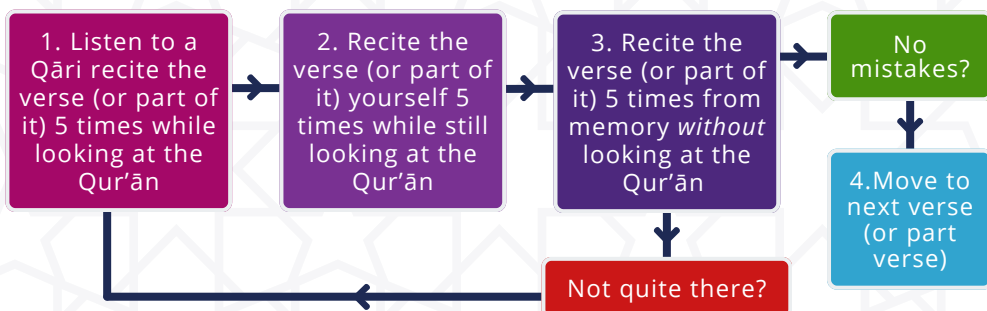 1. Listen to a
Qāri recite the
verse (or part of
it) 5 times while
looking at the
Qur’ān
2. Recite the
verse (or part of
it) yourself 5
times while still
looking at the
Qur’ān
3. Recite the
verse (or part of
it) 5 times from
memory without
looking at the
Qur’ān
No
mistakes?
4.Move to
next verse
(or part
verse)
Not quite there?